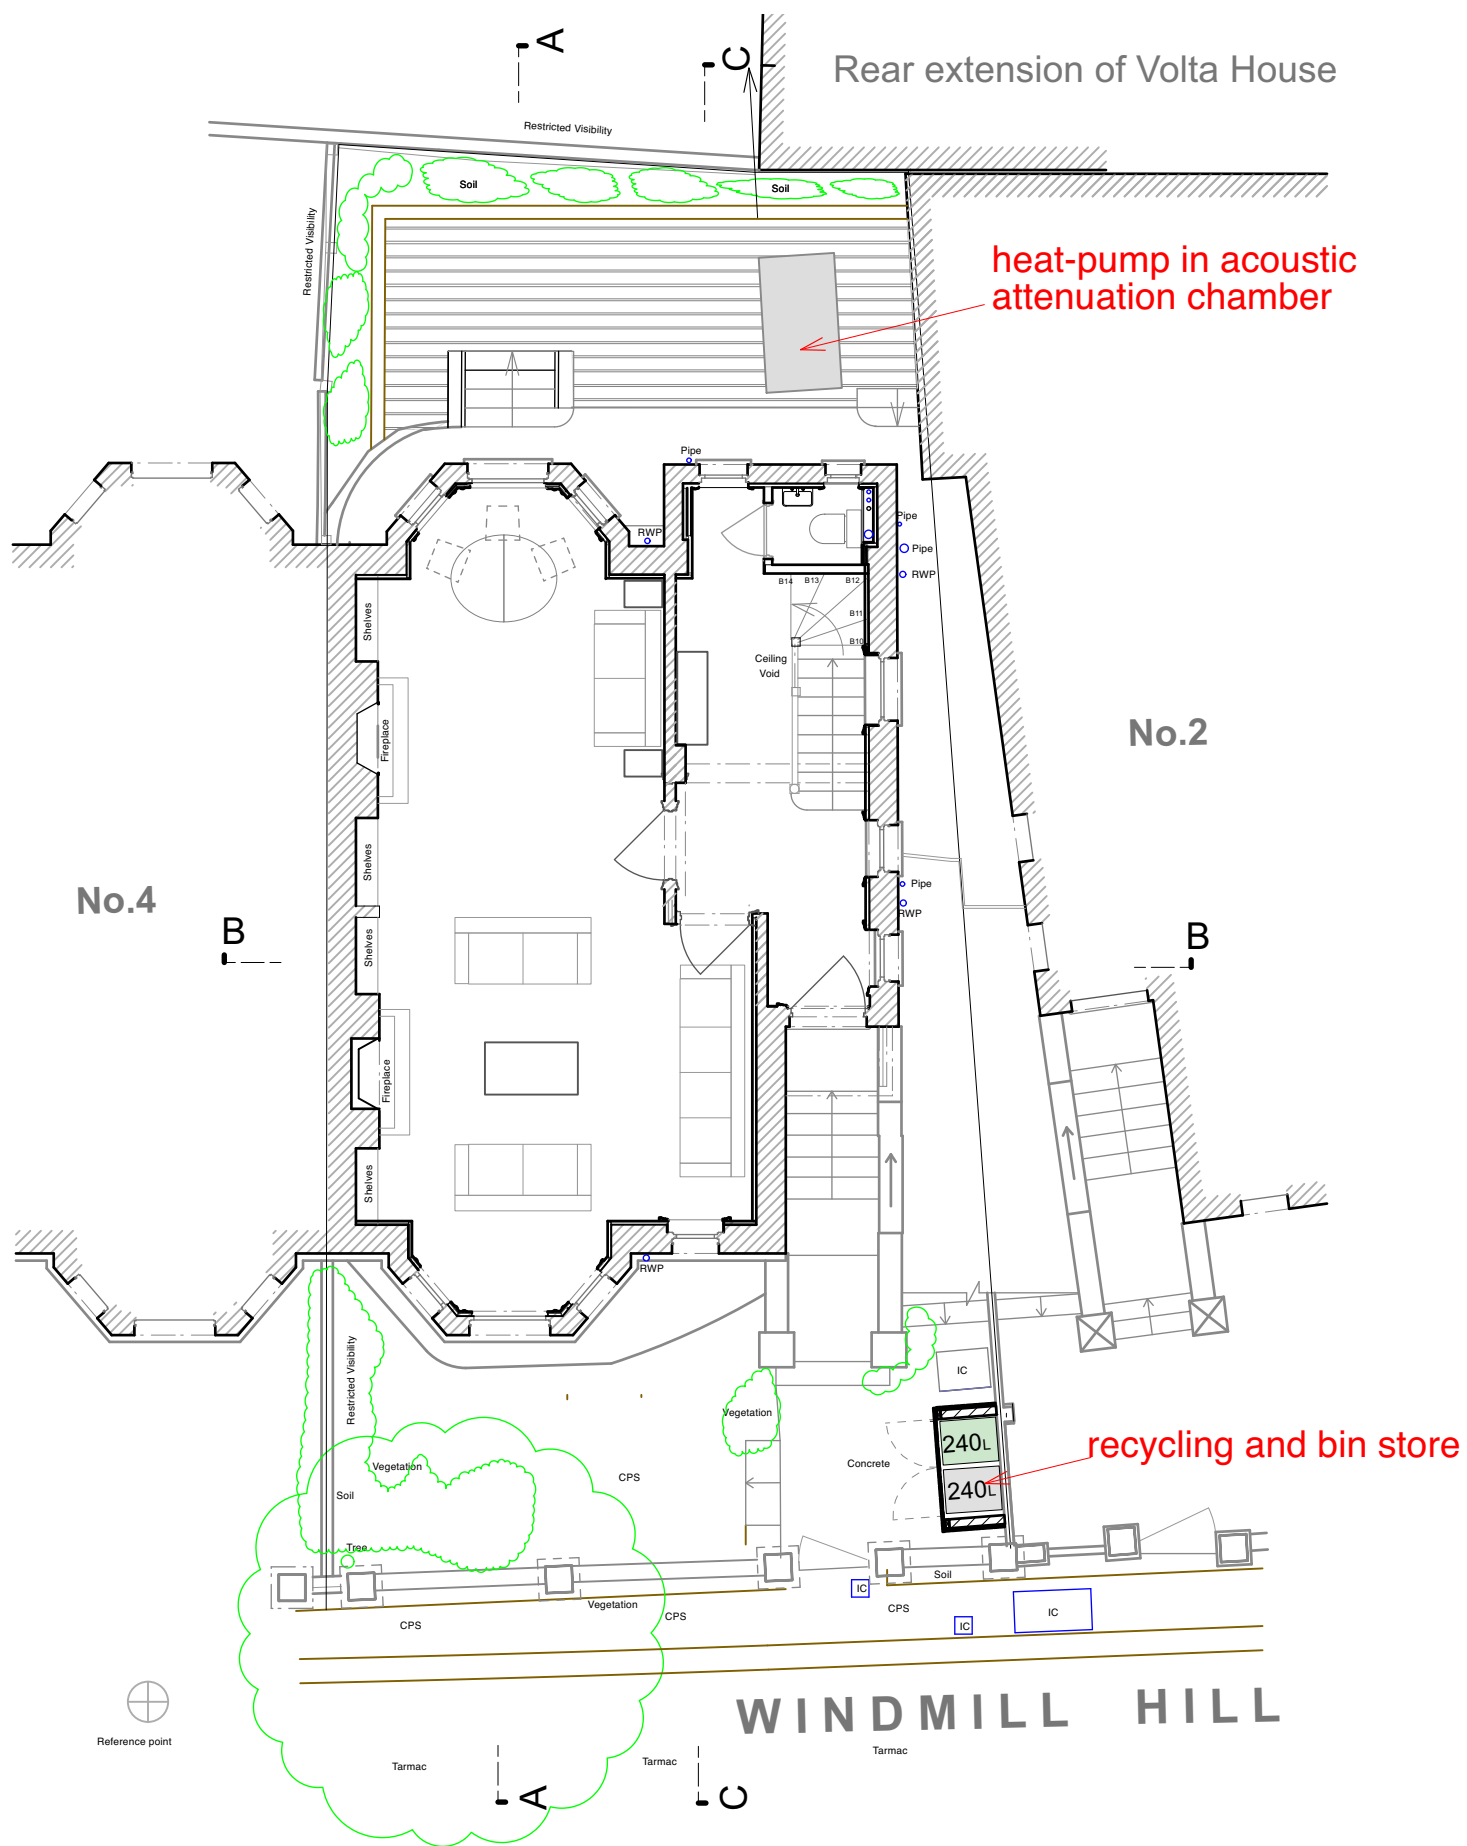 A
C
Rear extension of Volta House
Restricted Visibility
Soil
Soil
Restricted Visibility
heat-pump in acoustic
attenuation chamber
Pipe
RWP
Pipe
Pipe
RWP
B14
B13
B12
B11
B10
Shelves
Ceiling
Void
Fireplace
No.2
Shelves
Pipe
RWP
No.4
B
Shelves
B
Fireplace
Shelves
RWP
Restricted Visibility
IC
Vegetation
240L
recycling and bin store
Concrete
Vegetation
CPS
240L
Soil
Tree
Soil
IC
Vegetation
CPS
CPS
CPS
IC
IC
WINDMILL HILL
Reference point
Tarmac
Tarmac
Tarmac
A
C